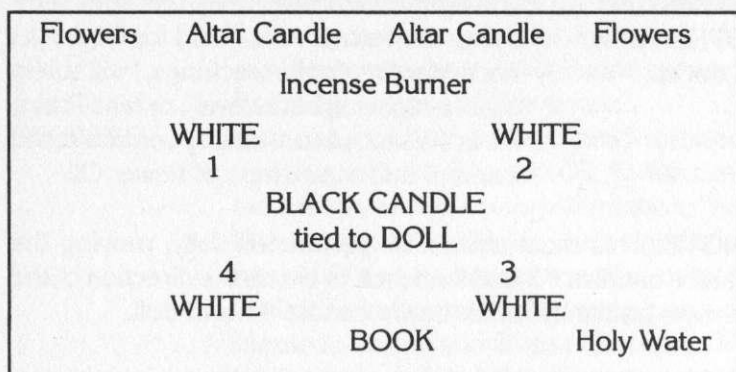 Flowers Altar Candle Altar Candle Flowers
Incense Burner
WHITE WHITE
1 2
BLACK CANDLE
tied to DOLL
4 3
WHITE WHITE
BOOK Holy Water